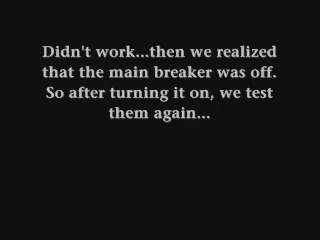 Didn't work...then we realized
that the main breaker was off.
So after turning it on, we test
them again...